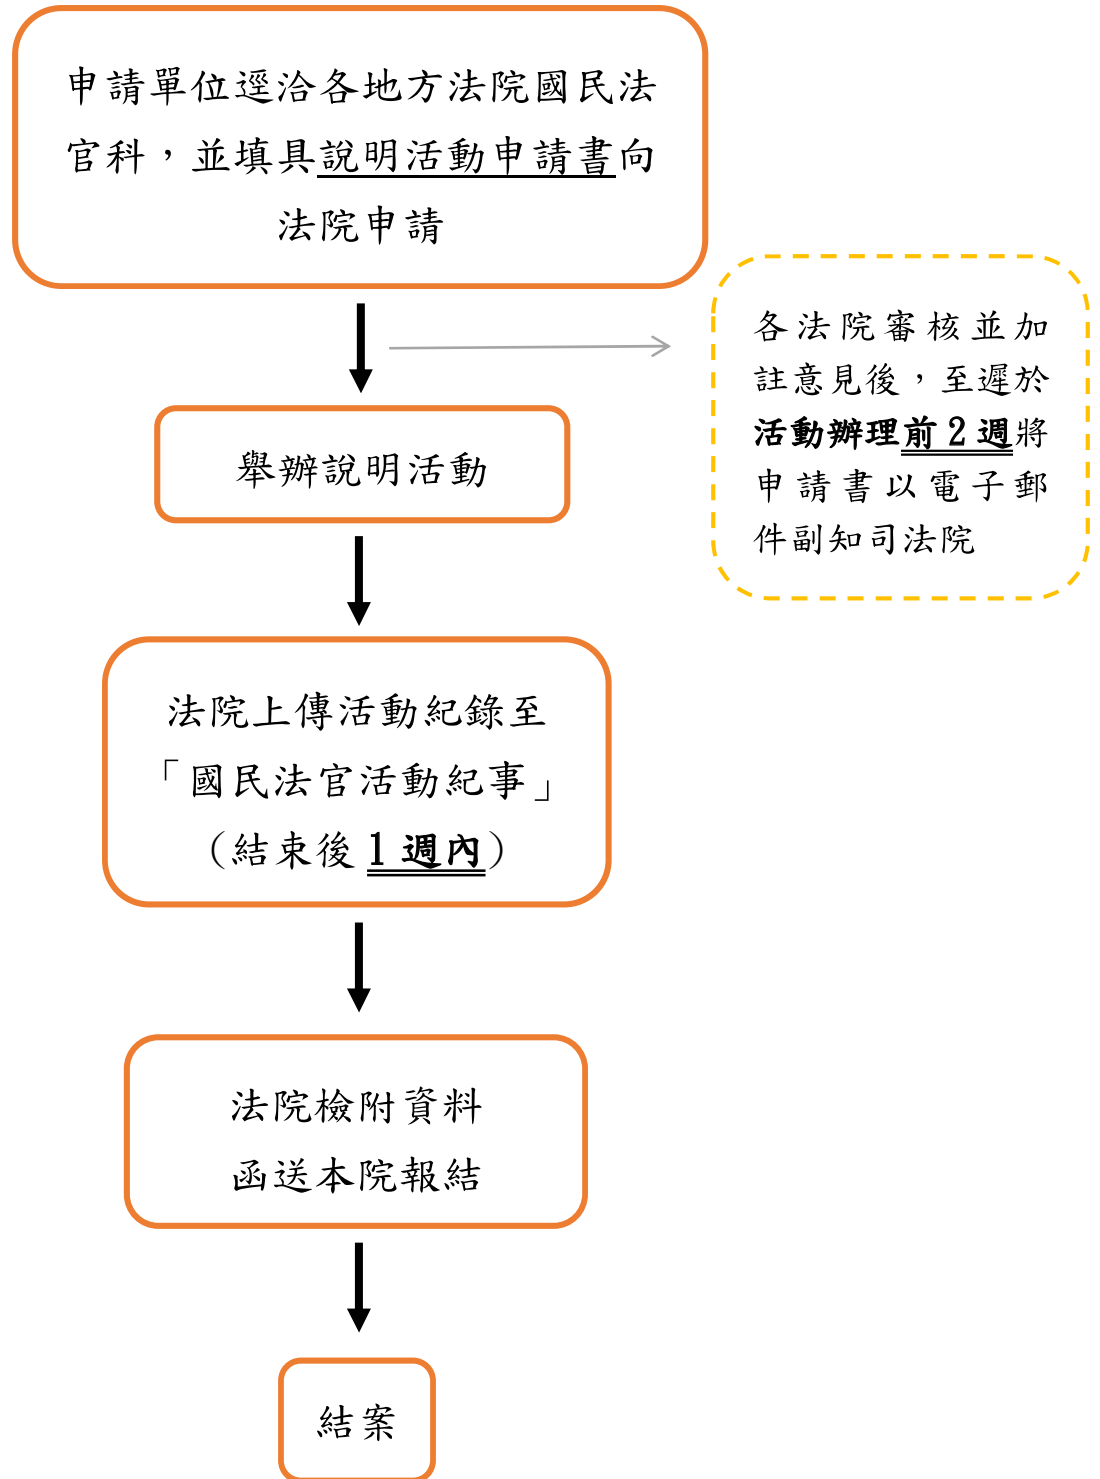 申請單位逕洽各地方法院國民法
官科，並填具說明活動申請書向
法院申請
各法院審核並加
註意見後，至遲於
活動辦理前2週將
申請書以電子郵
件副知司法院
舉辦說明活動
法院上傳活動紀錄至
「國民法官活動紀事」
（結束後1週內）
法院檢附資料
函送本院報結
結案